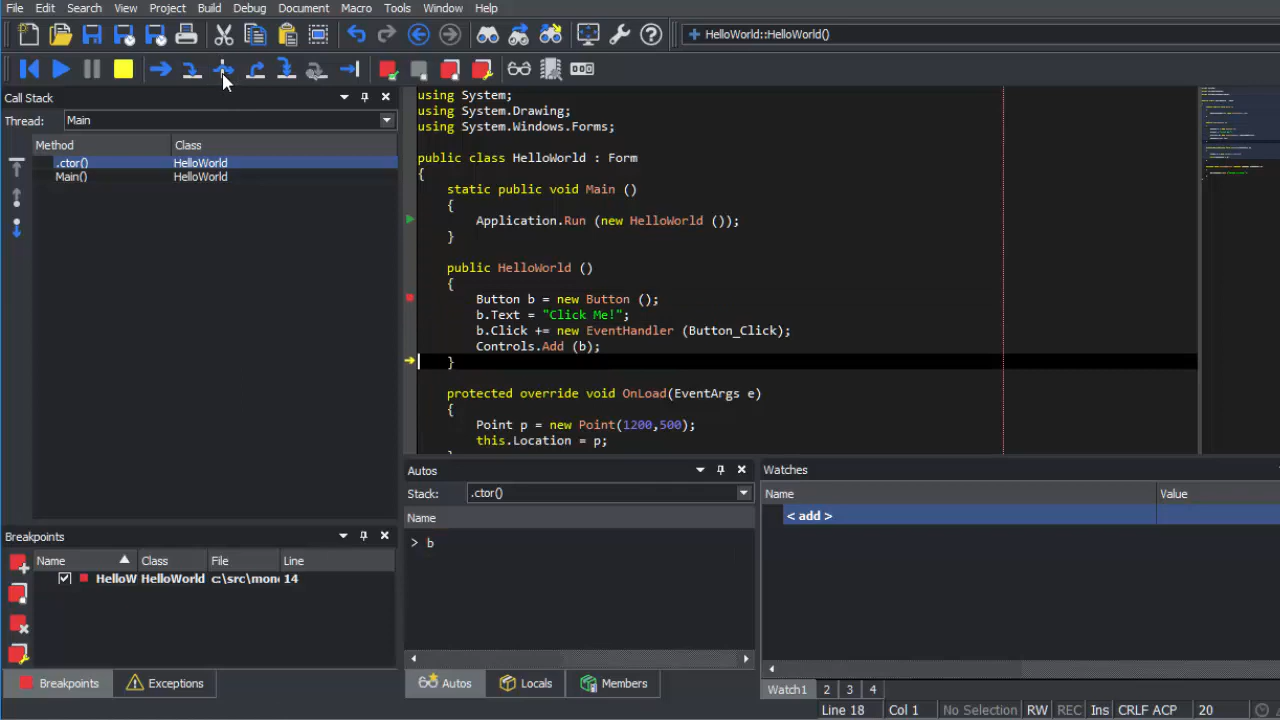 File Edit Search View Project Build Debug Document Macro Tools Window Help
HelloWorld::HelloWorld()
Call Stack
Thread: Main
Method Class
.ctor() HelloWorld
Main() HelloWorld
using System;
using System.Drawing;
using System.Windows.Forms;
public class HelloWorld : Form
{
static public void Main ()
{
Application.Run (new HelloWorld ());
}
public HelloWorld ()
{
Button b = new Button ();
b.Text = "Click Me!";
b.Click += new EventHandler (Button_Click);
Controls.Add (b);
}
protected override void OnLoad(EventArgs e)
{
Point p = new Point(1200,500);
this.Location = p;
Autos
Stack: .ctor()
Name
> b
Autos Locals Members
Watches
Name Value
< add >
Watch1 2 3 4
Breakpoints
Name Class File Line
HelloW HelloWorld c:\src\mono 14
Breakpoints Exceptions
Line 18 Col 1 No Selection RW REC Ins CRLF ACP 20